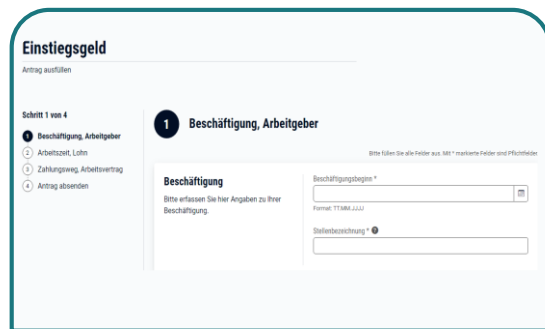 Einstiegsgeld
Antrag ausfüllen
Schritt 1 von 4
1 Beschäftigung, Arbeitgeber
2 Arbeitszeit, Lohn
3 Zahlungsweg, Arbeitsvertrag
4 Antrag absenden
1 Beschäftigung, Arbeitgeber
Bitte füllen Sie alle Felder aus. Mit * markierte Felder sind Pflichtfelder
Beschäftigung
Bitte erfassen Sie hier Angaben zu Ihrer
Beschäftigung.
Beschäftigungsbeginn *
Format: TT.MM.JJJJ
Stellenbezeichnung * ?